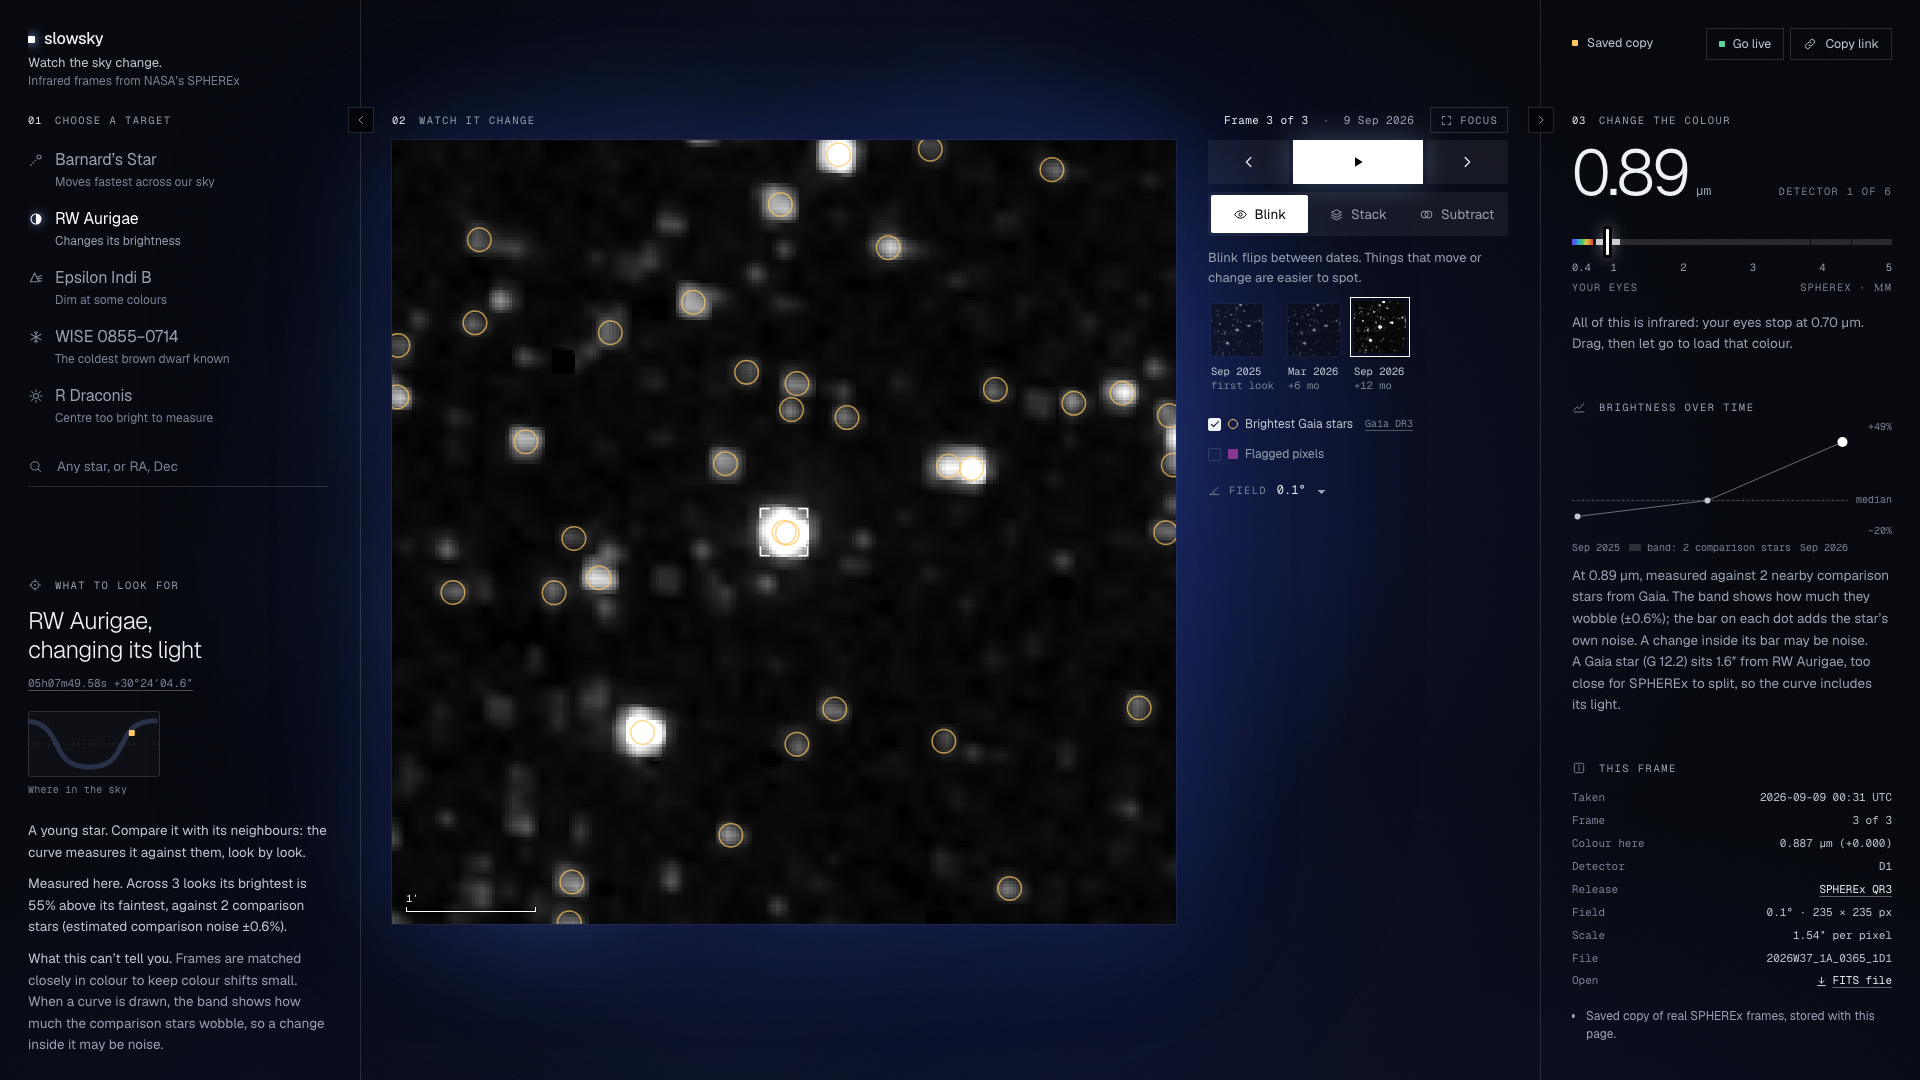 slowsky
Watch the sky change.
Infrared frames from NASA's SPHEREx
01 CHOOSE A TARGET
Barnard's Star
Moves fastest across our sky
RW Aurigae
Changes its brightness
Epsilon Indi B
Dim at some colours
WISE 0855–0714
The coldest brown dwarf known
R Draconis
Centre too bright to measure
Any star, or RA, Dec
WHAT TO LOOK FOR
RW Aurigae,
changing its light
05h07m49.58s +30°24′04.6″
Where in the sky
A young star. Compare it with its neighbours: the
curve measures it against them, look by look.
Measured here. Across 3 looks its brightest is
55% above its faintest, against 2 comparison
stars (estimated comparison noise ±0.6%).
What this can't tell you. Frames are matched
closely in colour to keep colour shifts small.
When a curve is drawn, the band shows how
much the comparison stars wobble, so a change
inside it may be noise.
02 WATCH IT CHANGE
Frame 3 of 3 · 9 Sep 2026
FOCUS
1′
Blink
Stack
Subtract
Blink flips between dates. Things that move or
change are easier to spot.
Sep 2025 Mar 2026 Sep 2026
first look +6 mo +12 mo
Brightest Gaia stars Gaia DR3
Flagged pixels
FIELD 0.1°
Saved copy
Go live
Copy link
03 CHANGE THE COLOUR
0.89 µm
DETECTOR 1 OF 6
0.4 1 2 3 4 5
YOUR EYES SPHEREX · MM
All of this is infrared: your eyes stop at 0.70 µm.
Drag, then let go to load that colour.
BRIGHTNESS OVER TIME
+49%
median
−20%
Sep 2025 band: 2 comparison stars Sep 2026
At 0.89 µm, measured against 2 nearby comparison
stars from Gaia. The band shows how much they
wobble (±0.6%); the bar on each dot adds the star's
own noise. A change inside its bar may be noise.
A Gaia star (G 12.2) sits 1.6″ from RW Aurigae, too
close for SPHEREx to split, so the curve includes
its light.
THIS FRAME
Taken 2026-09-09 00:31 UTC
Frame 3 of 3
Colour here 0.887 µm (+0.000)
Detector D1
Release SPHEREx QR3
Field 0.1° · 235 × 235 px
Scale 1.54″ per pixel
File 2026W37_1A_0365_1D1
Open FITS file
Saved copy of real SPHEREx frames, stored with this
page.